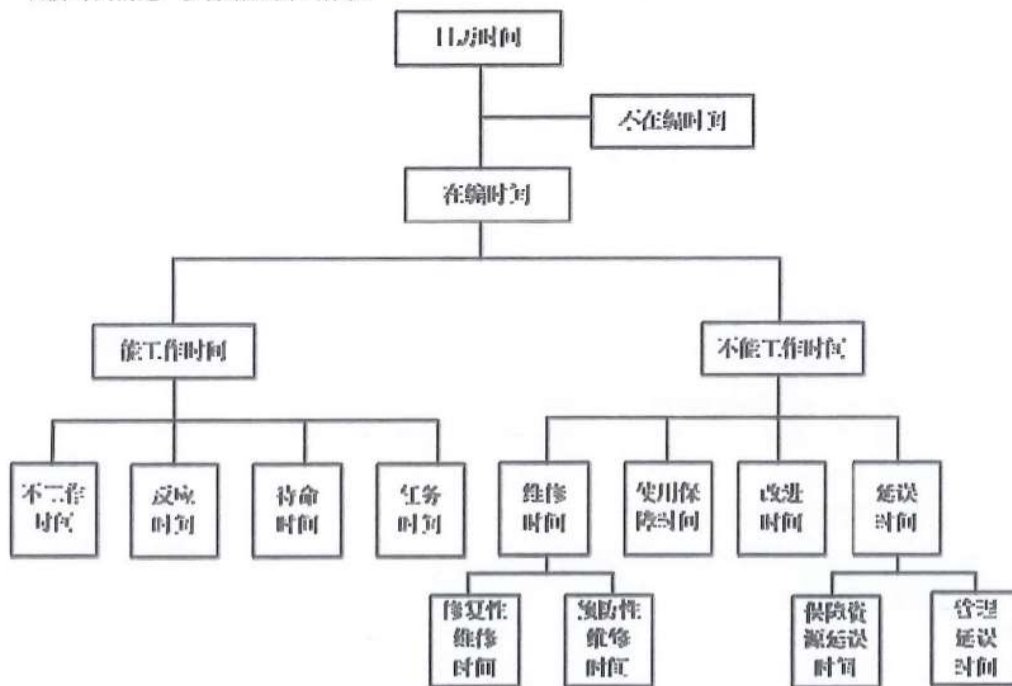 日历时间
不在编时间
在编时间
能工作时间
不能工作时间
不工作
时间
反应
时间
待命
时间
任务
时间
维修
时间
使用保
障时间
改进
时间
延误
时间
修复性
维修
时间
预防性
维修
时间
保障资
源延误
时间
管理
延误
时间